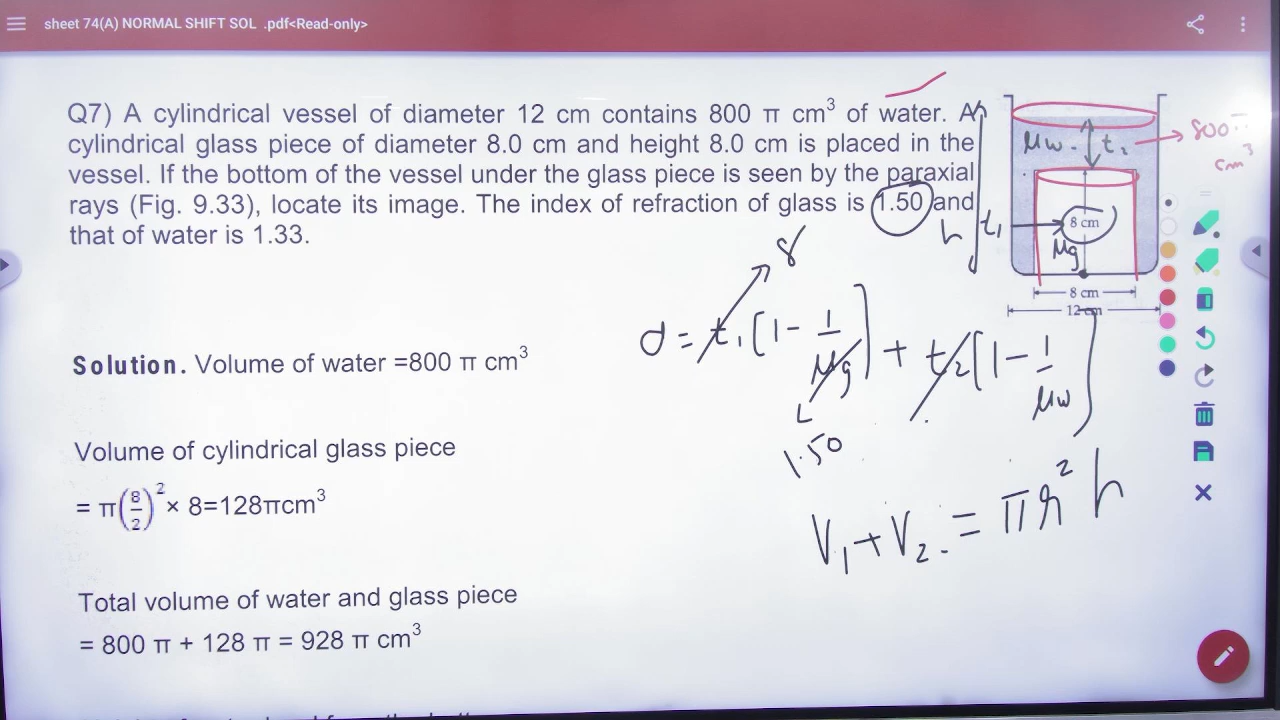 sheet 74(A) NORMAL SHIFT SOL .pdf<Read-only>
Q7) A cylindrical vessel of diameter 12 cm contains 800 π cm³ of water. A
cylindrical glass piece of diameter 8.0 cm and height 8.0 cm is placed in the
vessel. If the bottom of the vessel under the glass piece is seen by the paraxial
rays (Fig. 9.33), locate its image. The index of refraction of glass is 1.50 and
that of water is 1.33.
μw. t₂
800π
cm³
h t₁
8 cm
μg
8 cm
12 cm
8
d = t₁[1 - 1/μg] + t₂[1 - 1/μw]
1.50
Solution. Volume of water =800 π cm³
Volume of cylindrical glass piece
= π(8/2)² × 8=128πcm³
V₁ + V₂ = πr²h
Total volume of water and glass piece
= 800 π + 128 π = 928 π cm³